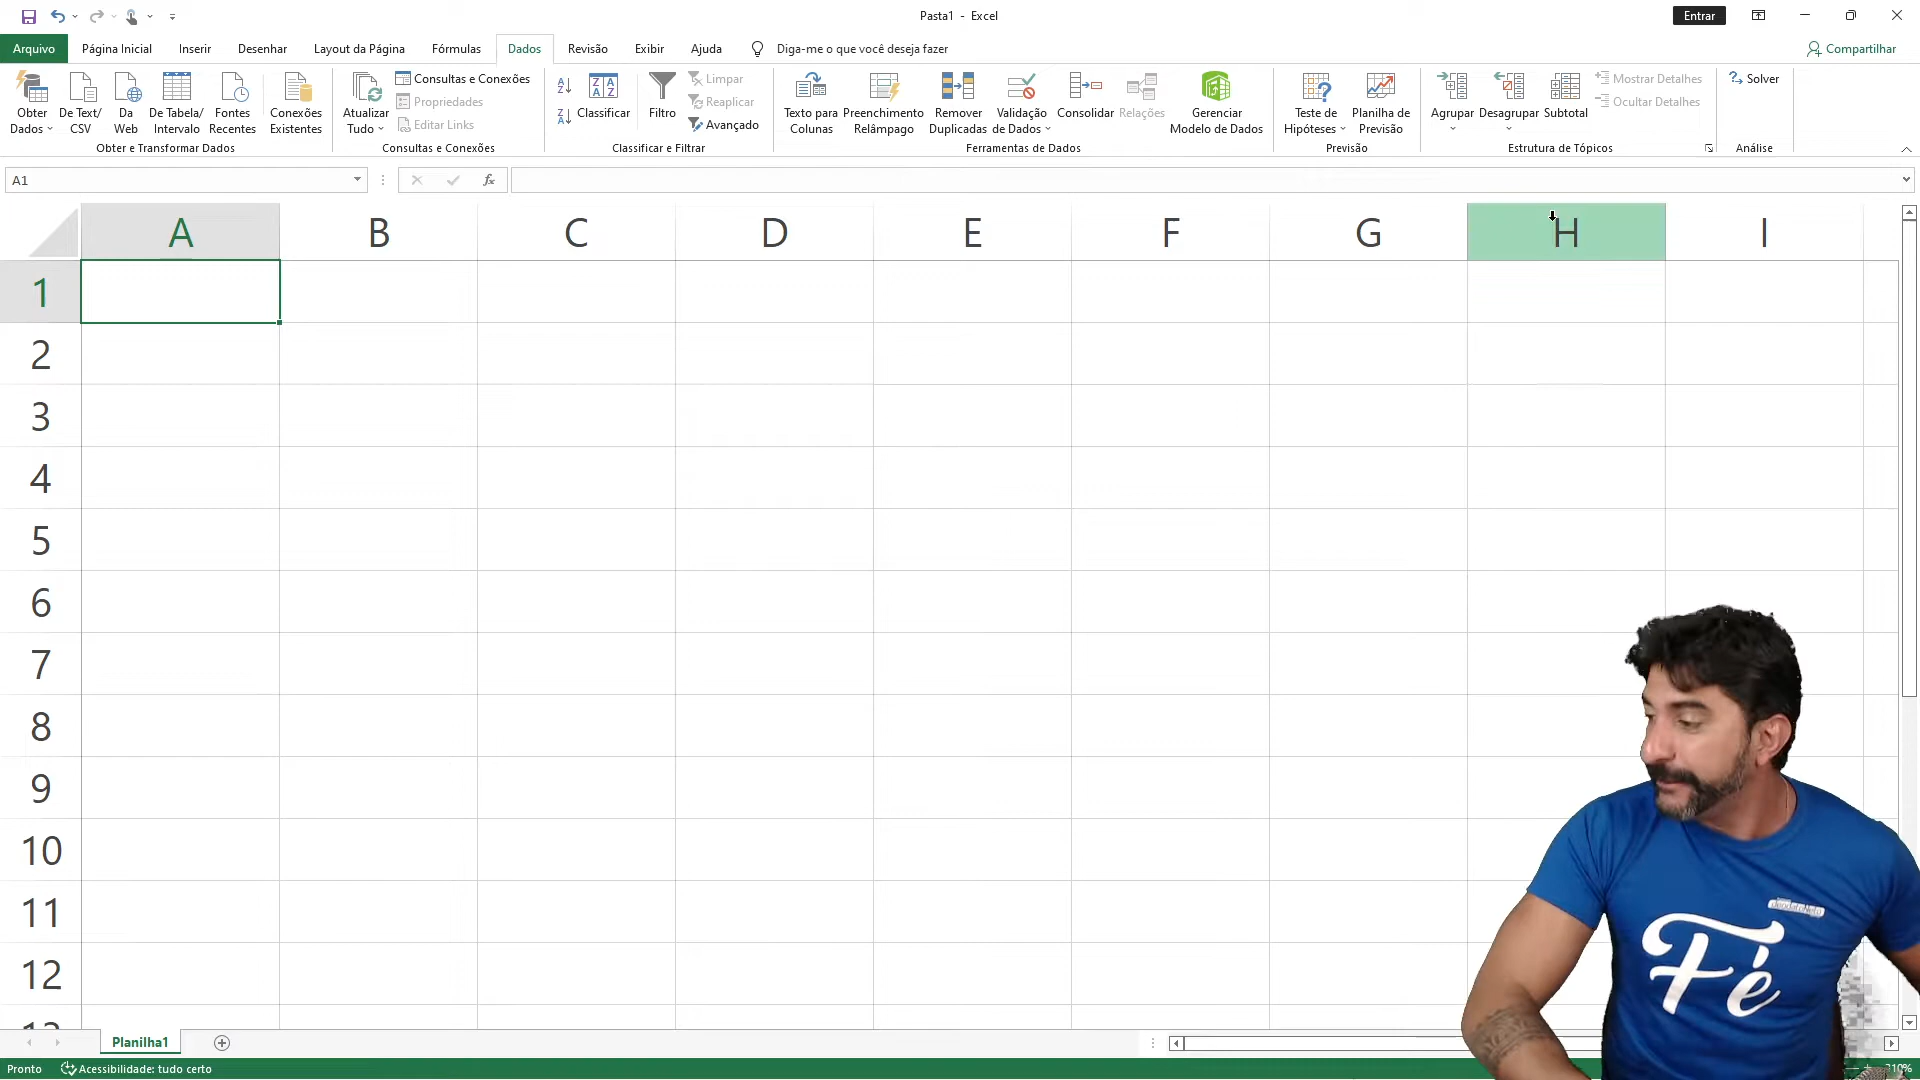 Pasta1 - Excel
Entrar
Arquivo Página Inicial Inserir Desenhar Layout da Página Fórmulas Dados Revisão Exibir Ajuda Diga-me o que você deseja fazer Compartilhar
Obter Dados De Text/ CSV Da Web De Tabela/ Intervalo Fontes Recentes Conexões Existentes
Obter e Transformar Dados
Atualizar Tudo Consultas e Conexões
Propriedades
Editar Links
Consultas e Conexões
Classificar Filtro Limpar
Reaplicar
Avançado
Classificar e Filtrar
Texto para Colunas Preenchimento Relâmpago Remover Duplicadas Validação de Dados Consolidar Relações Gerenciar Modelo de Dados
Ferramentas de Dados
Teste de Hipóteses Planilha de Previsão
Previsão
Agrupar Desagrupar Subtotal Mostrar Detalhes
Ocultar Detalhes
Estrutura de Tópicos
Solver
Análise
A1 fx
A B C D E F G H I
1
2
3
4
5
6
7
8
9
10
11
12
13
Fé
Planilha1
Pronto Acessibilidade: tudo certo